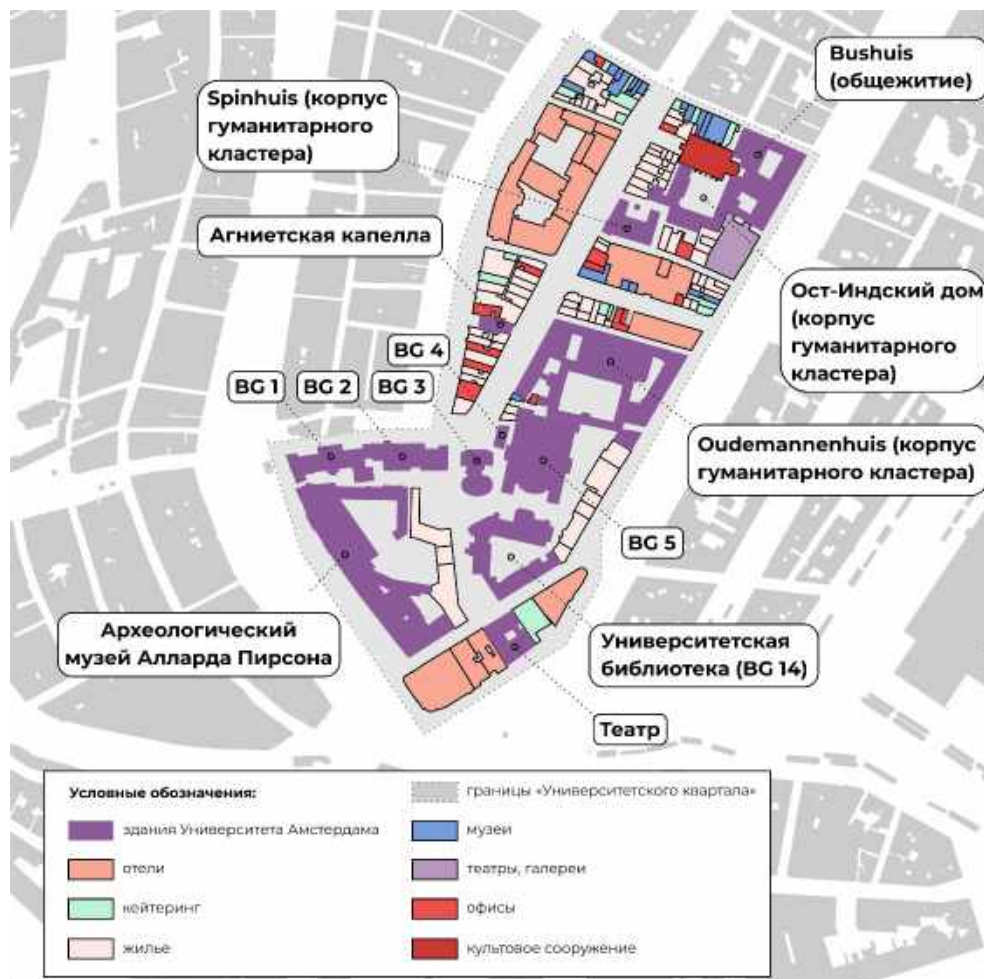 Bushuis
(общежитие)
Spinhuis (корпус
гуманитарного
кластера)
Агниетская капелла
Ост-Индский дом
(корпус
гуманитарного
кластера)
BG 4
BG 1
BG 2
BG 3
Oudemannenhuis (корпус
гуманитарного кластера)
BG 5
Археологический
музей Алларда Пирсона
Университетская
библиотека (BG 14)
Театр
Условные обозначения:
здания Университета Амстердама
отели
кейтеринг
жилье
границы «Университетского квартала»
музеи
театры, галереи
офисы
культовое сооружение